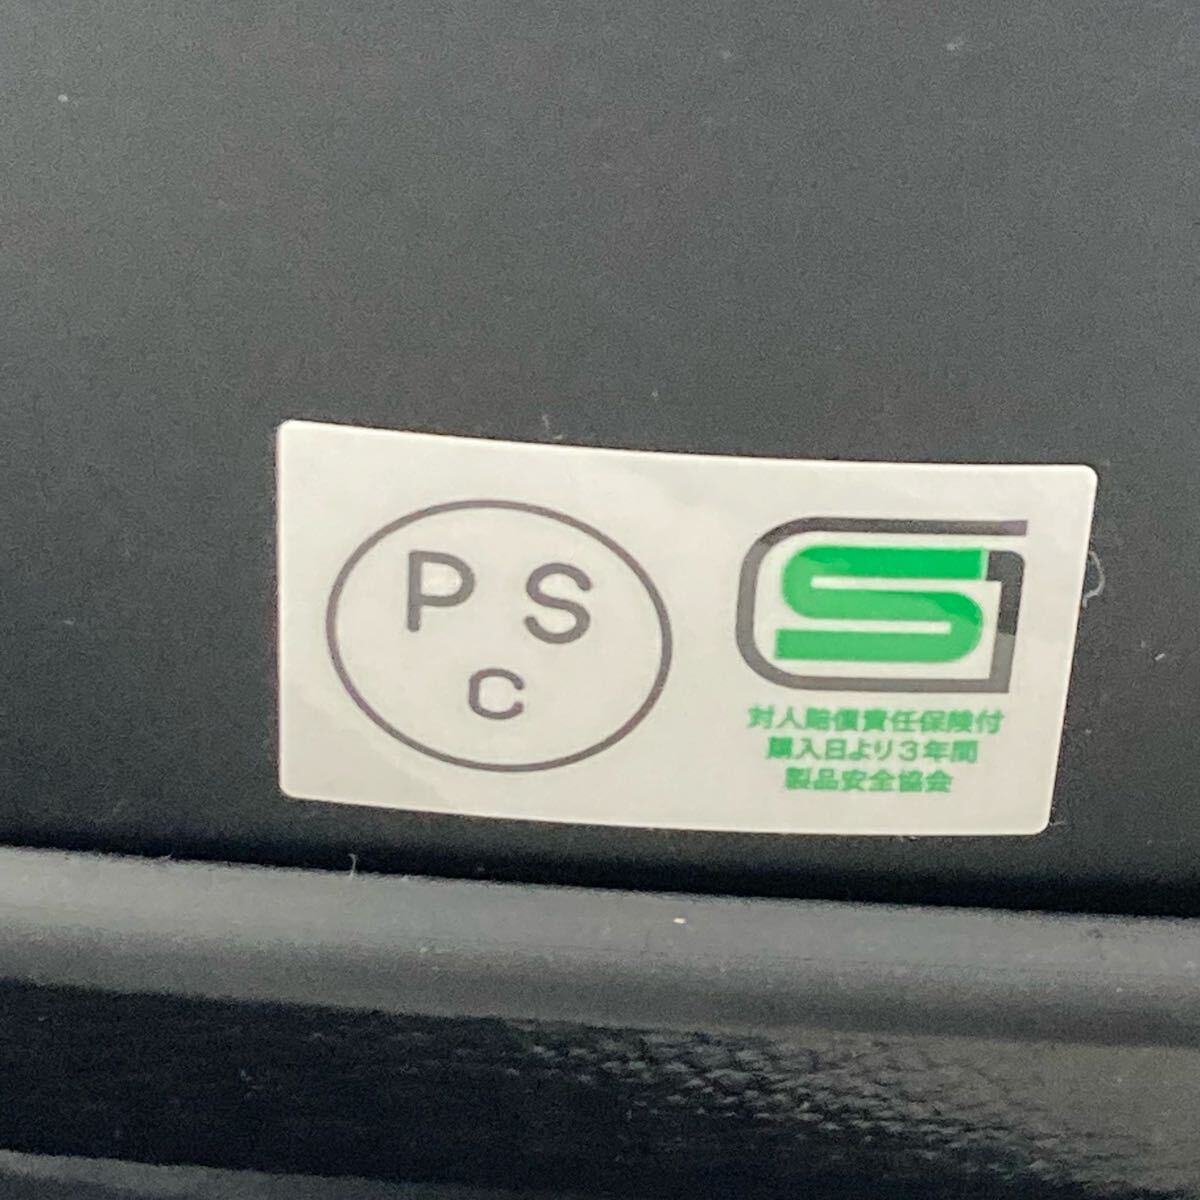 P S
C
SG
対人賠償責任保険付
購入日より3年間
製品安全協会